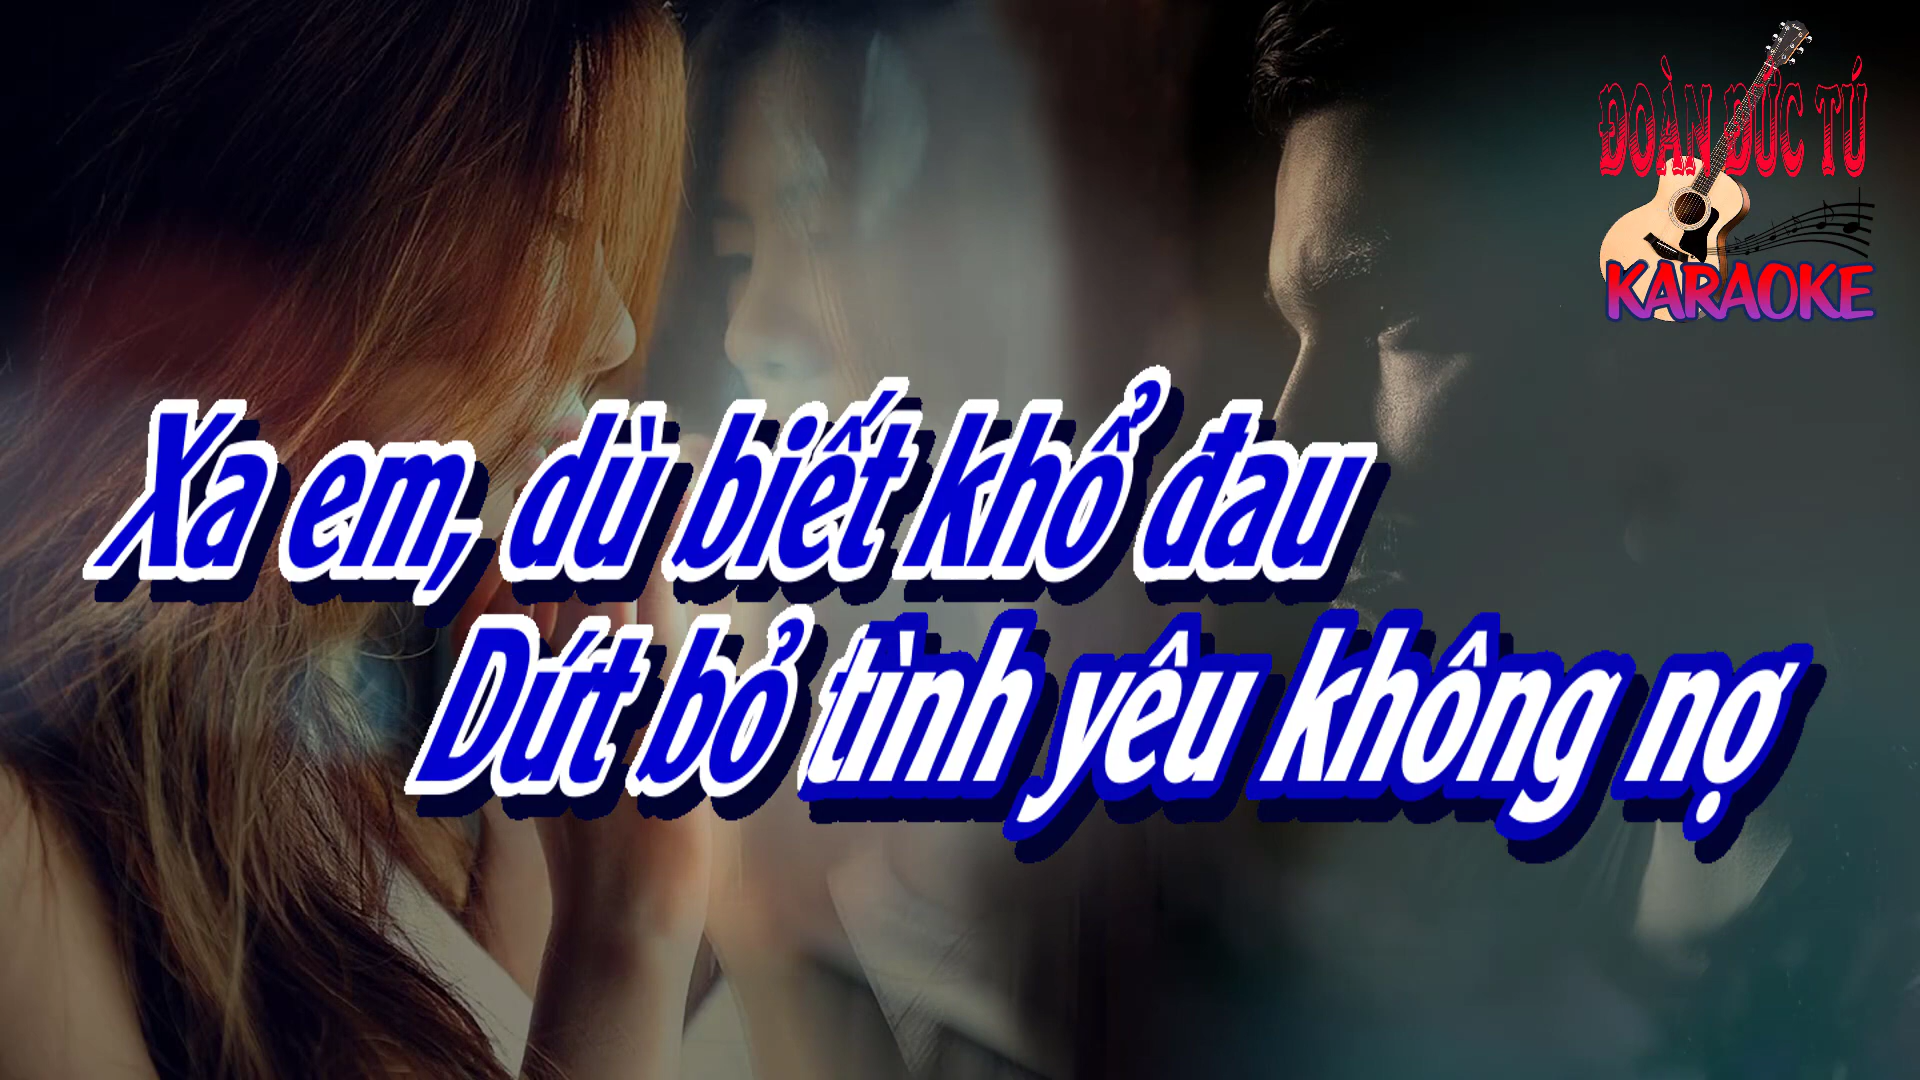 ĐOÀN ĐỨC TÚ
KARAOKE
Xa em, dù biết khổ đau
Dứt bỏ tình yêu không nợ